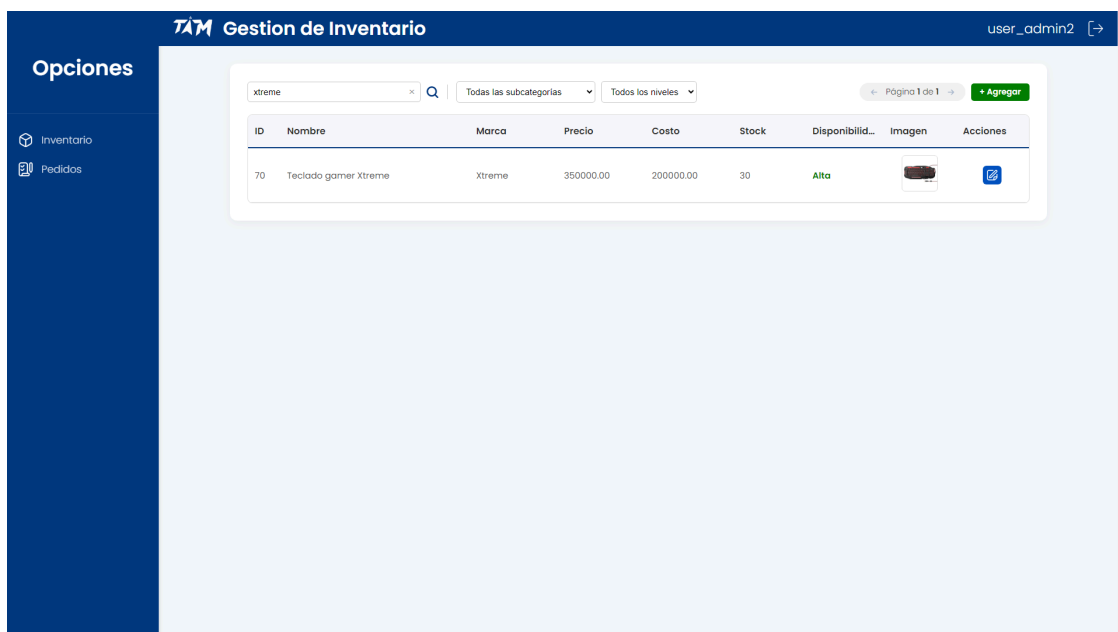 TAM Gestion de Inventario
user_admin2
Opciones
Inventario
Pedidos
xtreme
Todas las subcategorias
Todos los niveles
← Página 1 de 1 →
+ Agregar
ID Nombre Marca Precio Costo Stock Disponibilid... Imagen Acciones
70 Teclado gamer Xtreme Xtreme 350000.00 200000.00 30 Alta